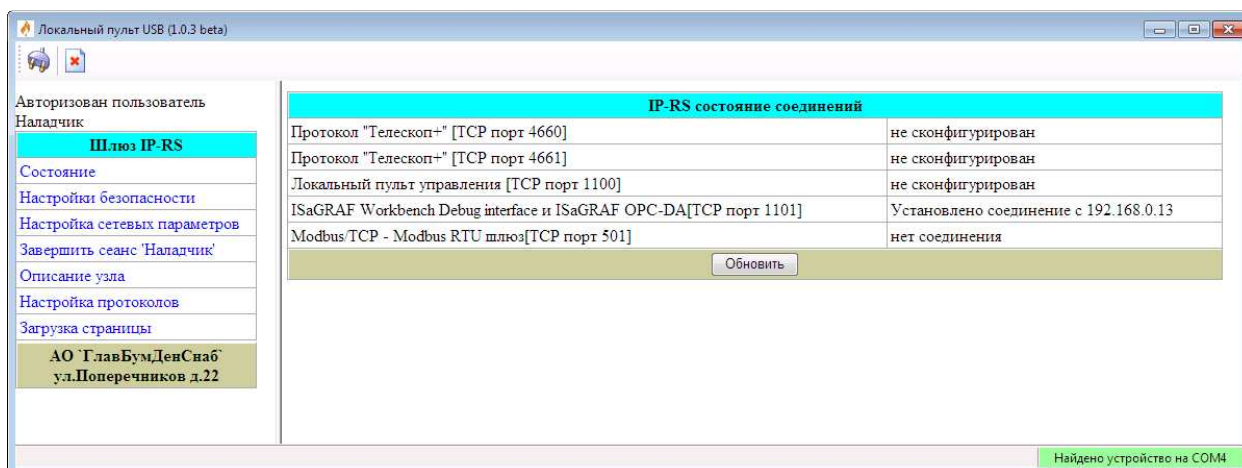 Локальный пульт USB (1.0.3 beta)
Авторизован пользователь
Наладчик
Шлюз IP-RS
Состояние
Настройки безопасности
Настройка сетевых параметров
Завершить сеанс 'Наладчик'
Описание узла
Настройка протоколов
Загрузка страницы
АО `ГлавБумДенСнаб`
ул.Поперечников д.22
IP-RS состояние соединений
Протокол "Телескоп+" [TCP порт 4660] не сконфигурирован
Протокол "Телескоп+" [TCP порт 4661] не сконфигурирован
Локальный пульт управления [TCP порт 1100] не сконфигурирован
ISaGRAF Workbench Debug interface и ISaGRAF OPC-DA[TCP порт 1101] Установлено соединение с 192.168.0.13
Modbus/TCP - Modbus RTU шлюз[TCP порт 501] нет соединения
Обновить
Найдено устройство на COM4